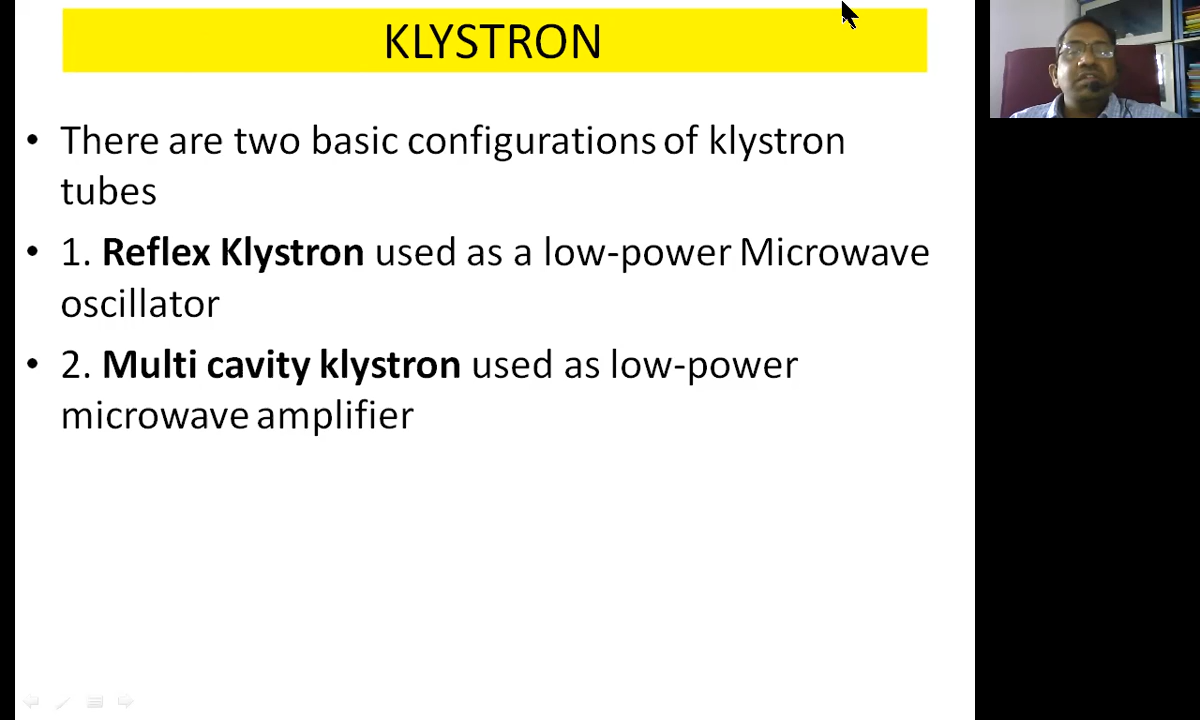 KLYSTRON
• There are two basic configurations of klystron
tubes
• 1. Reflex Klystron used as a low-power Microwave
oscillator
• 2. Multi cavity klystron used as low-power
microwave amplifier